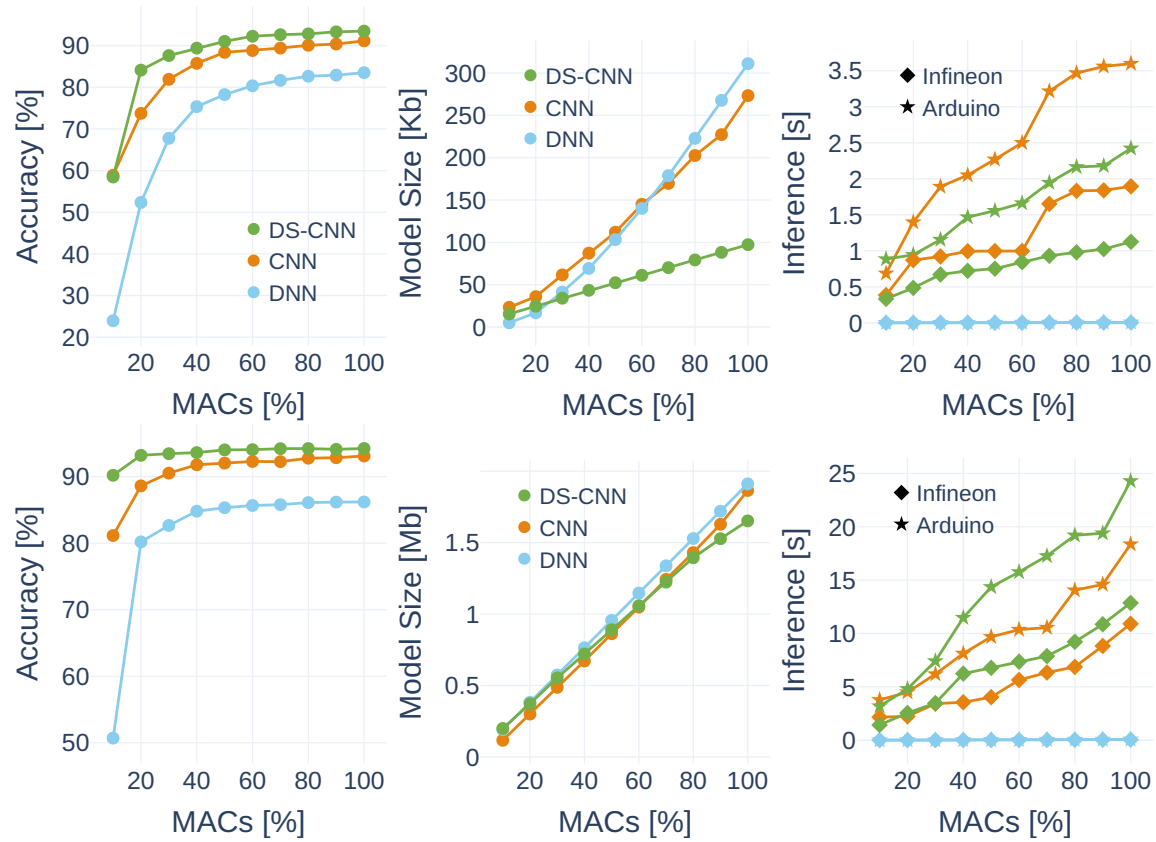 Accuracy [%]
90
80
70
60
50
40
30
20
DS-CNN
CNN
DNN
20 40 60 80 100
MACs [%]
Model Size [Kb]
300
250
200
150
100
50
0
DS-CNN
CNN
DNN
20 40 60 80 100
MACs [%]
Inference [s]
3.5
3
2.5
2
1.5
1
0.5
0
Infineon
Arduino
20 40 60 80 100
MACs [%]
Accuracy [%]
90
80
70
60
50
20 40 60 80 100
MACs [%]
Model Size [Mb]
1.5
1
0.5
0
DS-CNN
CNN
DNN
20 40 60 80 100
MACs [%]
Inference [s]
25
20
15
10
5
0
Infineon
Arduino
20 40 60 80 100
MACs [%]